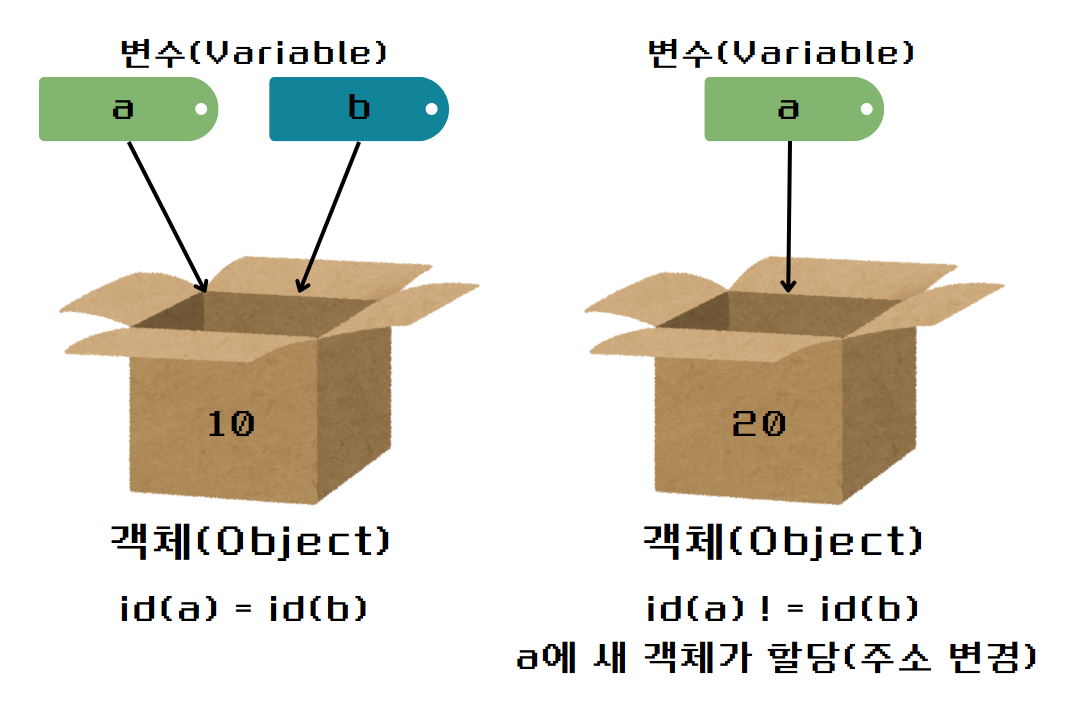 변수(Variable)
a
b
10
객체(Object)
id(a) = id(b)
변수(Variable)
a
20
객체(Object)
id(a) ! = id(b)
a에 새 객체가 할당(주소 변경)